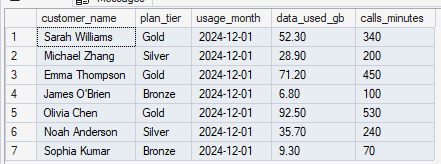 customer_name plan_tier usage_month data_used_gb calls_minutes
1 Sarah Williams Gold 2024-12-01 52.30 340
2 Michael Zhang Silver 2024-12-01 28.90 200
3 Emma Thompson Gold 2024-12-01 71.20 450
4 James O'Brien Bronze 2024-12-01 6.80 100
5 Olivia Chen Gold 2024-12-01 92.50 530
6 Noah Anderson Silver 2024-12-01 35.70 240
7 Sophia Kumar Bronze 2024-12-01 9.30 70